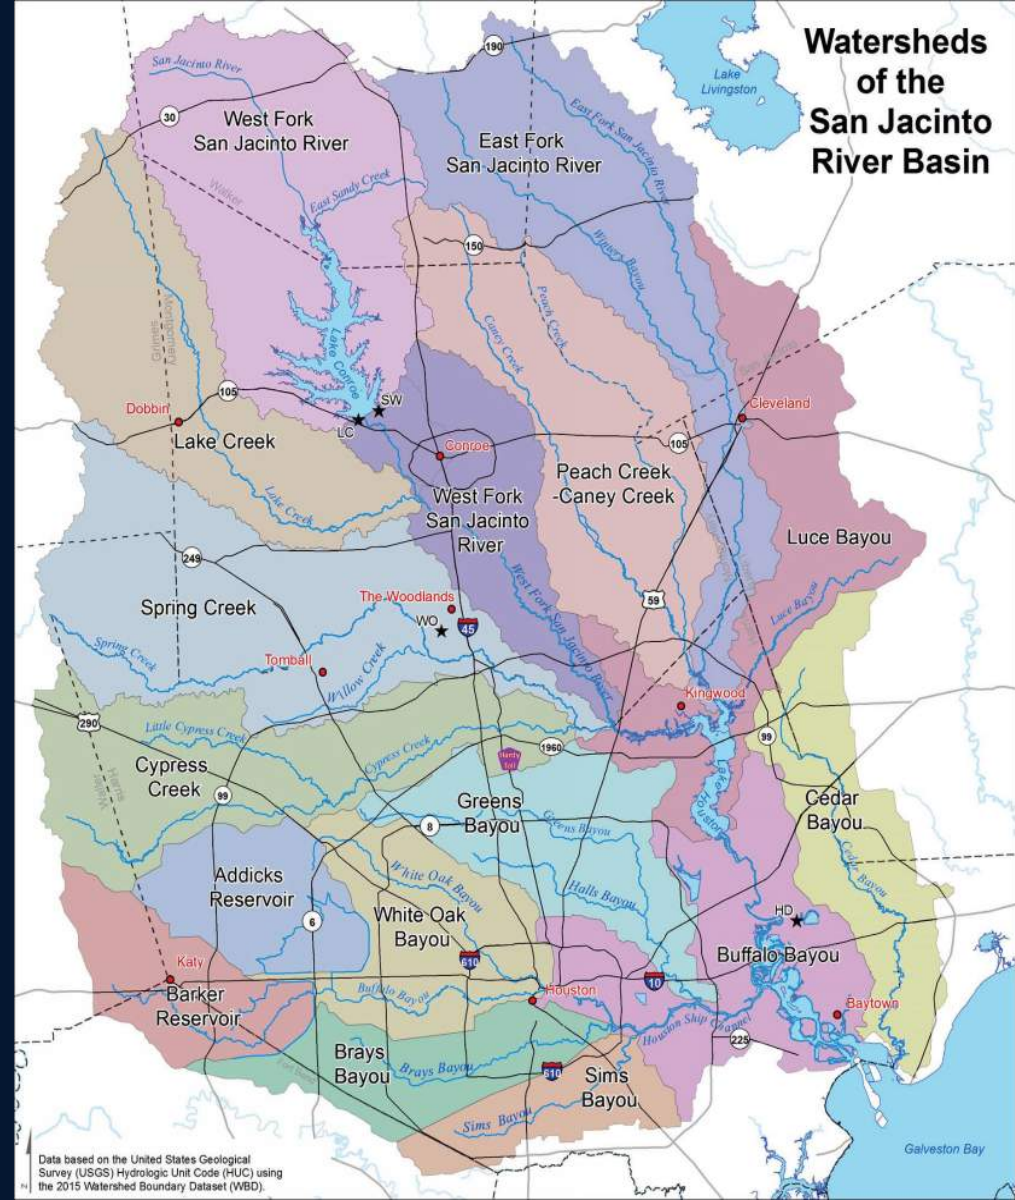 Watersheds
of the
San Jacinto
River Basin
190
Lake
Livingston
San Jacinto River
30
West Fork
San Jacinto River
East Fork
San Jacinto River
East Fork San Jacinto River
Walker
East Sandy Creek
150
Winters Bayou
Peach Creek
Caney Creek
Grimes
Montgomery
Lake Conroe
105
SW
LC
Dobbin
Lake Creek
Cleveland
Conroe
105
Peach Creek
-Caney Creek
Lake Creek
West Fork
San Jacinto
River
Luce Bayou
249
Spring Creek
The Woodlands
WO
45
West Fork San Jacinto River
59
Luce Bayou
Spring Creek
Tomball
Willow Creek
Kingwood
290
Little Cypress Creek
Cypress Creek
1960
Hardy
Toll
99
Cypress
Creek
Harris
Waller
99
Lake Houston
Greens
Bayou
Cedar
Bayou
8
Greens Bayou
Addicks
Reservoir
White Oak Bayou
Halls Bayou
Cedar Bayou
6
White Oak
Bayou
HD
Buffalo Bayou
610
Katy
Barker
Reservoir
Buffalo Bayou
Houston
10
Baytown
Houston Ship Channel
225
Brays
Bayou
Fort Bend
Brays Bayou
610
Sims
Bayou
Sims Bayou
Galveston Bay
Data based on the United States Geological
Survey (USGS) Hydrologic Unit Code (HUC) using
the 2015 Watershed Boundary Dataset (WBD).